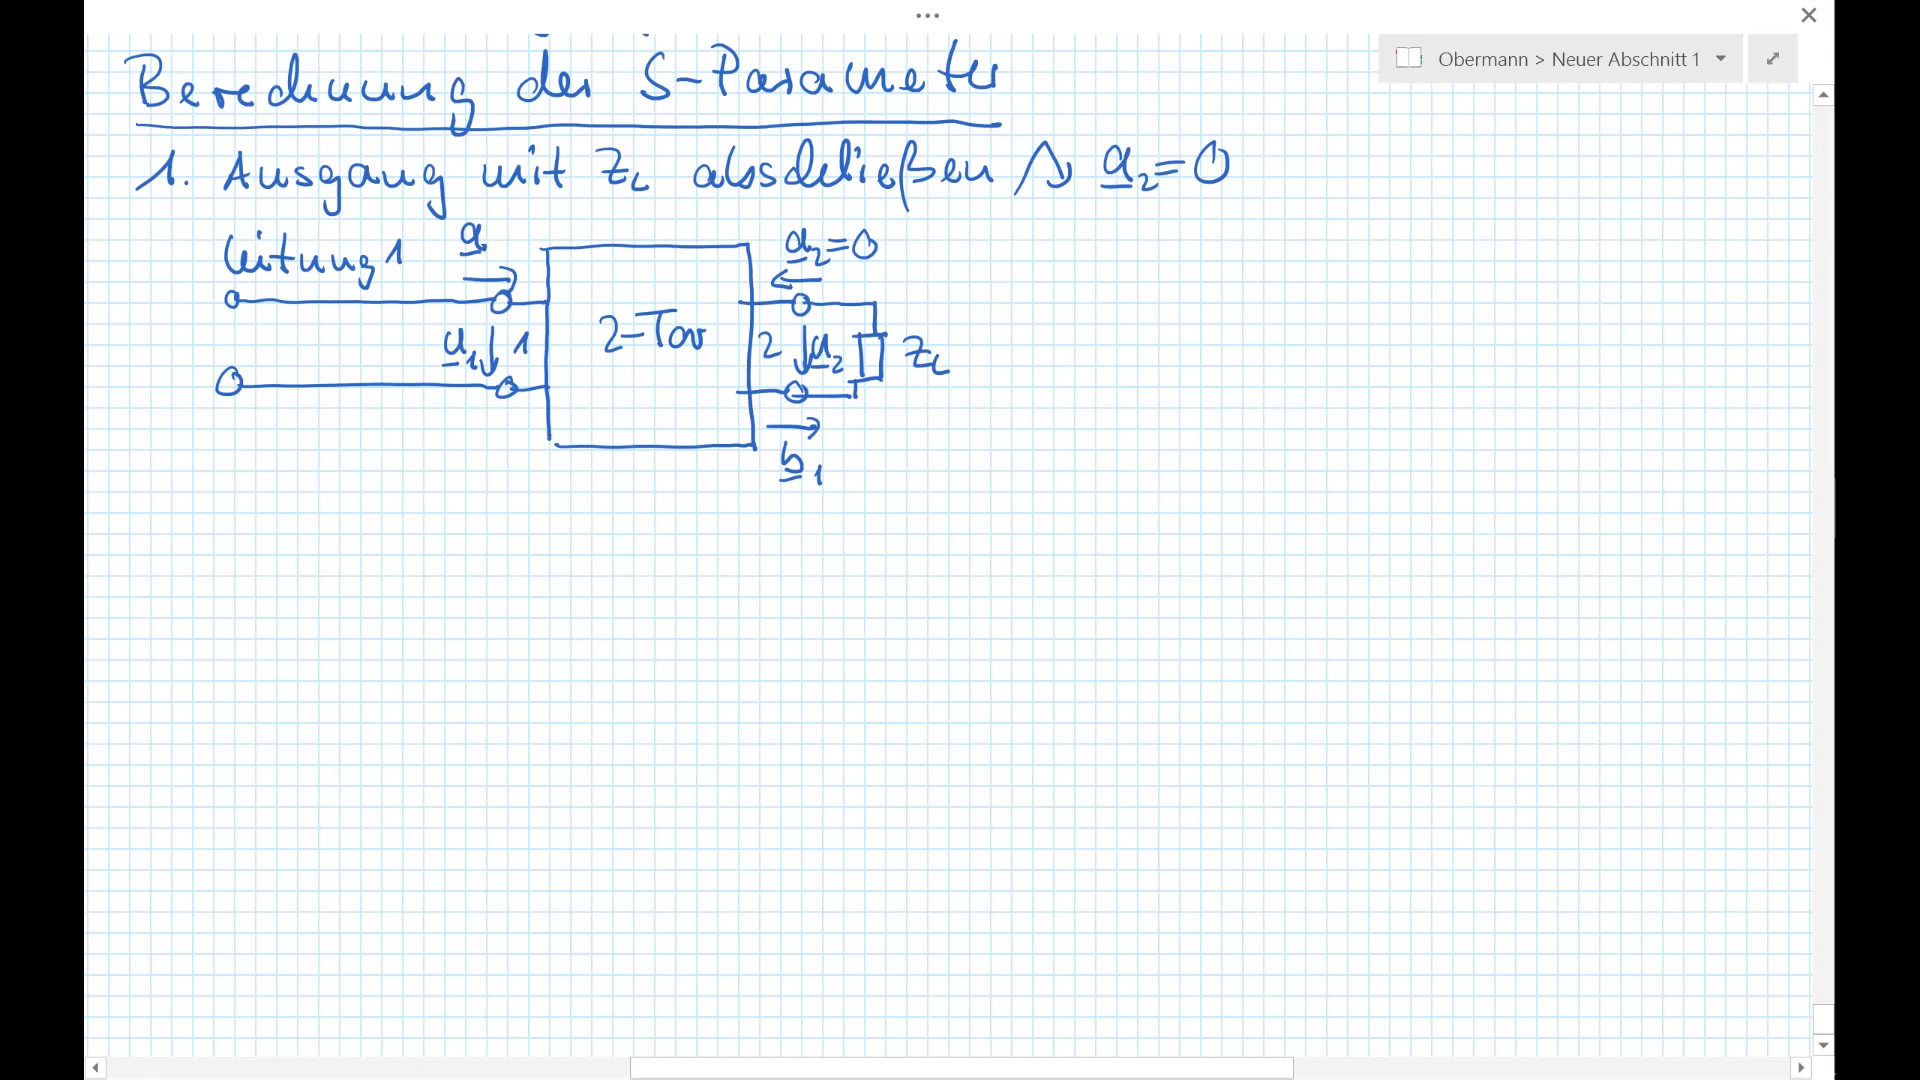 Obermann > Neuer Abschnitt 1
Berechnung der S-Parameter
1. Ausgang mit Z_L abschließen ⇒ a_2=0
Leitung 1
a
a_2=0
u_1 1
2-Tor
2 u_2
Z_L
b_1